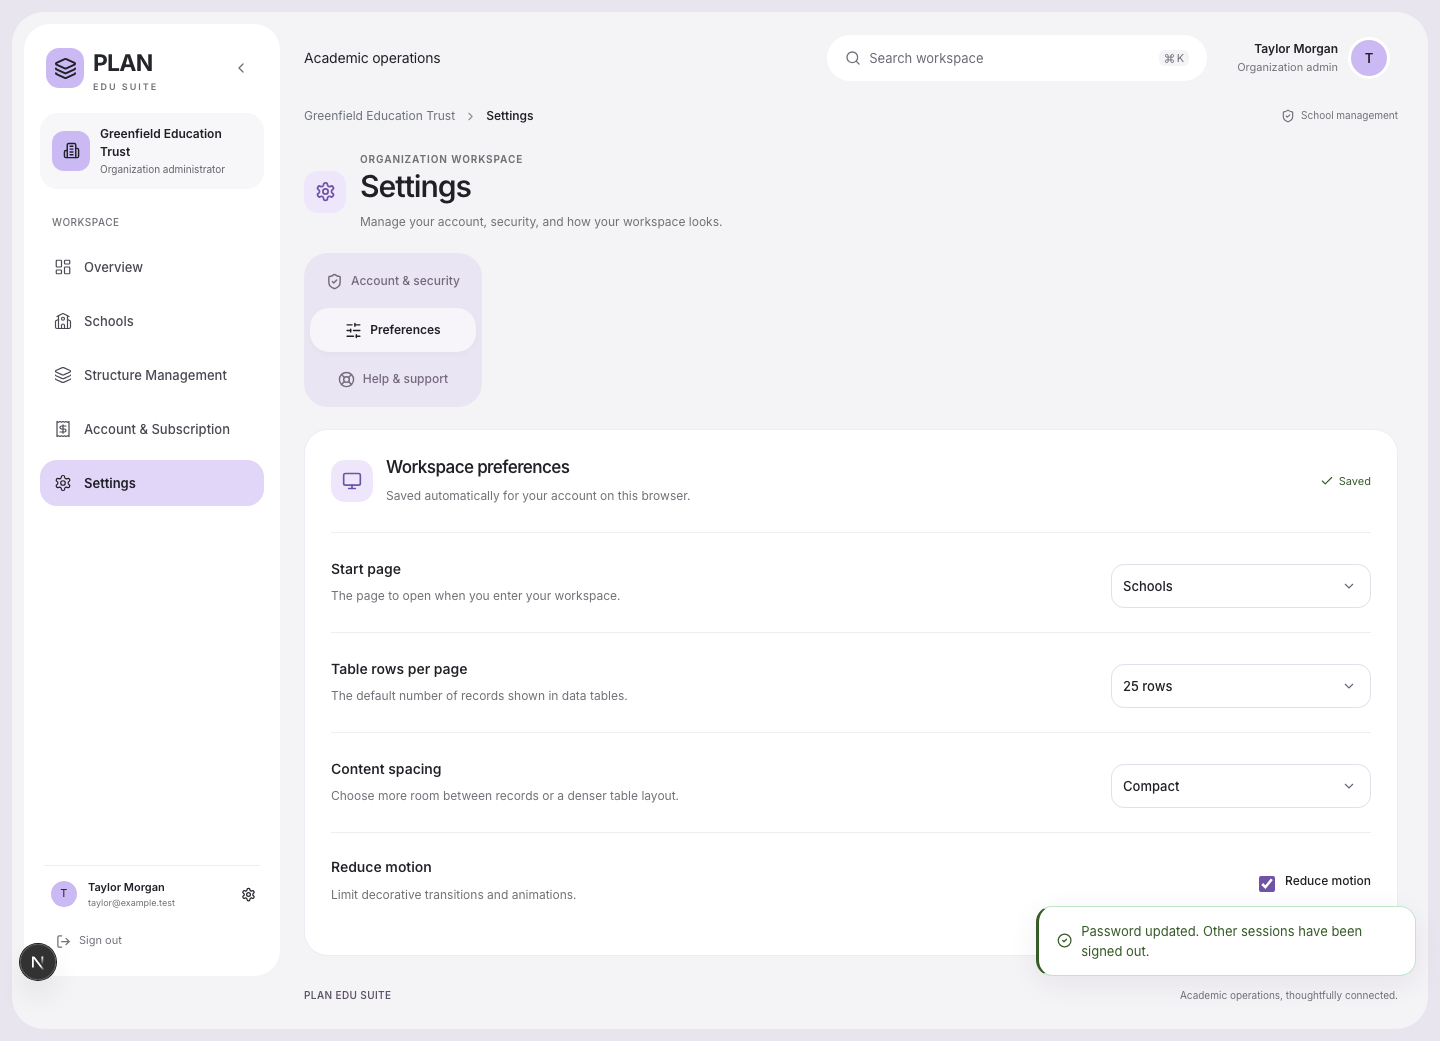 PLAN
EDU SUITE
Greenfield Education
Trust
Organization administrator
WORKSPACE
Overview
Schools
Structure Management
Account & Subscription
Settings
Taylor Morgan
taylor@example.test
Sign out
N
Academic operations
Search workspace
⌘K
Taylor Morgan
Organization admin
T
Greenfield Education Trust
Settings
School management
ORGANIZATION WORKSPACE
Settings
Manage your account, security, and how your workspace looks.
Account & security
Preferences
Help & support
Workspace preferences
Saved automatically for your account on this browser.
Saved
Start page
The page to open when you enter your workspace.
Schools
Table rows per page
The default number of records shown in data tables.
25 rows
Content spacing
Choose more room between records or a denser table layout.
Compact
Reduce motion
Limit decorative transitions and animations.
Reduce motion
Password updated. Other sessions have been
signed out.
T
PLAN EDU SUITE
Academic operations, thoughtfully connected.